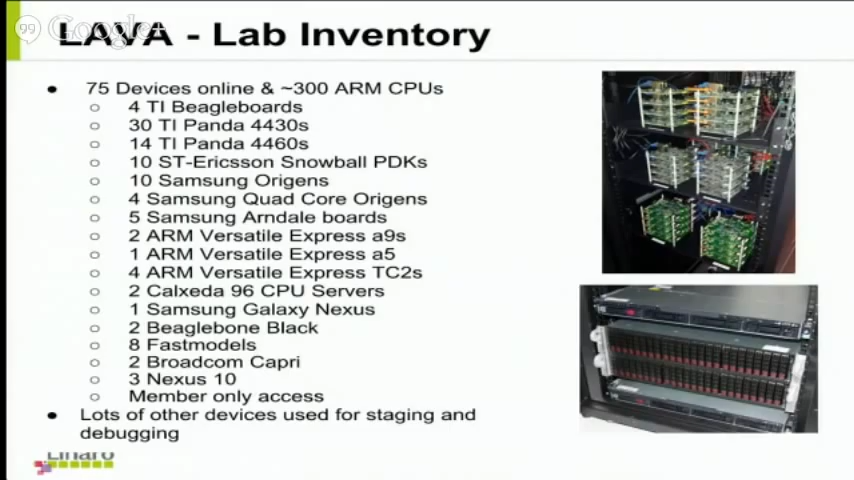 Google+
LAVA - Lab Inventory
● 75 Devices online & ~300 ARM CPUs
○ 4 TI Beagleboards
○ 30 TI Panda 4430s
○ 14 TI Panda 4460s
○ 10 ST-Ericsson Snowball PDKs
○ 10 Samsung Origens
○ 4 Samsung Quad Core Origens
○ 5 Samsung Arndale boards
○ 2 ARM Versatile Express a9s
○ 1 ARM Versatile Express a5
○ 4 ARM Versatile Express TC2s
○ 2 Calxeda 96 CPU Servers
○ 1 Samsung Galaxy Nexus
○ 2 Beaglebone Black
○ 8 Fastmodels
○ 2 Broadcom Capri
○ 3 Nexus 10
○ Member only access
● Lots of other devices used for staging and
debugging
Linaro